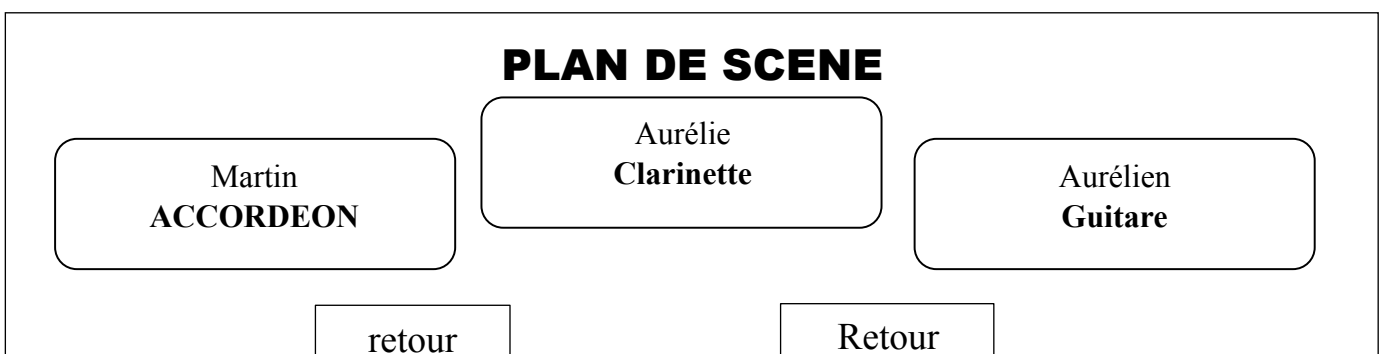 PLAN DE SCENE
Martin
ACCORDEON
Aurélie
Clarinette
Aurélien
Guitare
retour
Retour